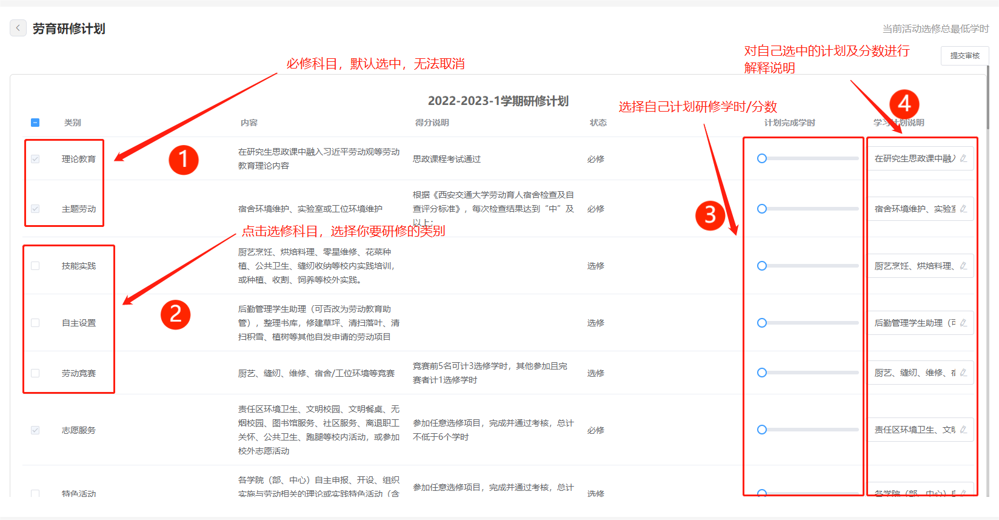 劳育研修计划
当前活动选修总最低学时
对自己选中的计划及分数进行
解释说明
提交审核
必修科目，默认选中，无法取消
2022-2023-1学期研修计划
选择自己计划研修学时/分数
4
类别
内容
得分说明
状态
计划完成学时
学习计划说明
1
理论教育
在研究生思政课中融入习近平劳动观等劳动
教育理论内容
思政课程考试通过
必修
在研究生思政课中融入
主题劳动
宿舍环境维护、实验室或工位环境维护
根据《西安交通大学劳动育人宿舍检查及自
查评分标准》，每次检查结果达到“中”及
以上；
必修
3
宿舍环境维护、实验室
点击选修科目，选择你要研修的类别
技能实践
厨艺烹饪、烘焙料理、零星维修、花菜种
植、公共卫生、缝纫收纳等校内实践培训，
或种植、收割、饲养等校外实践。
选修
厨艺烹饪、烘焙料理、
2
自主设置
后勤管理学生助理（可否改为劳动教育助
管），整理书库，修建草坪、清扫落叶、清
扫积雪、植树等其他自发申请的劳动项目
选修
后勤管理学生助理（可
劳动竞赛
厨艺、缝纫、维修、宿舍/工位环境等竞赛
竞赛前5名可计3选修学时，其他参加且完
赛者计1选修学时
选修
厨艺、缝纫、维修、宿
志愿服务
责任区环境卫生、文明校园、文明餐桌、无
烟校园、图书馆服务、社区服务、离退职工
关怀、公共卫生、跑腿等校内活动，或参加
校外志愿活动
参加任意选修项目，完成并通过考核，总计
不低于6个学时
必修
责任区环境卫生、文明
特色活动
各学院（部、中心）自主申报、开设、组织
实施与劳动相关的理论或实践特色活动（含
参加任意选修项目，完成并通过考核，总计
选修
各学院（部、中心）自